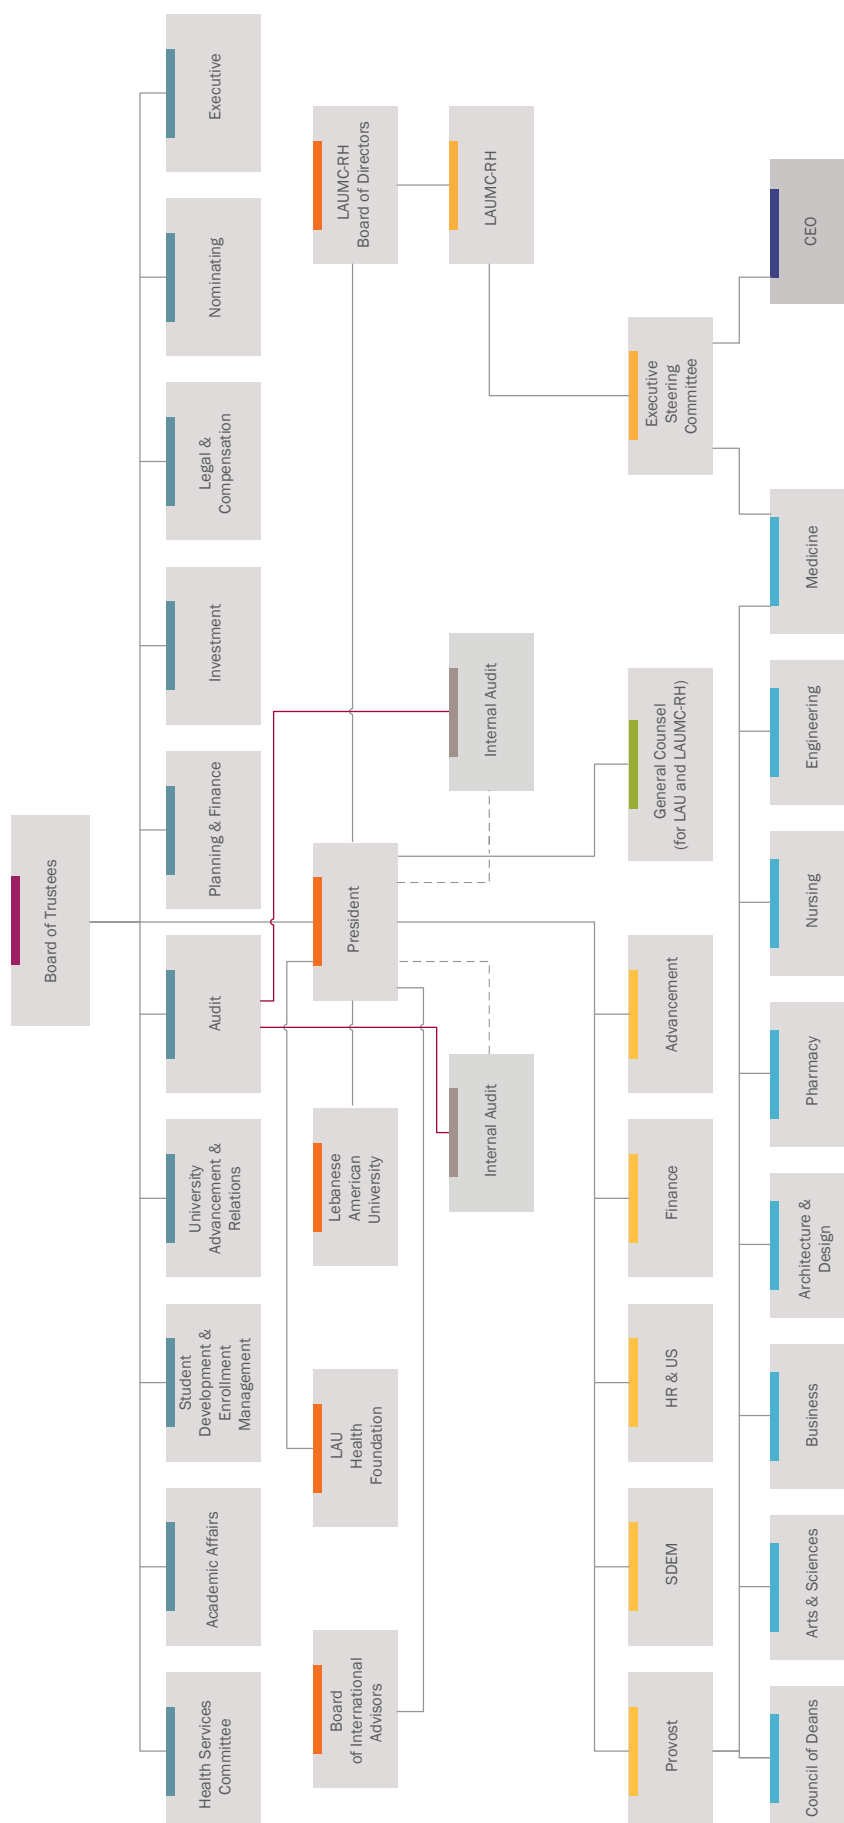 Board of Trustees
Health Services
Committee
Academic Affairs
Student
Development &
Enrollment
Management
University
Advancement &
Relations
Audit
Planning & Finance
Investment
Legal &
Compensation
Nominating
Executive
Board
of International
Advisors
LAU
Health
Foundation
Lebanese
American
University
President
LAUMC-RH
Board of Directors
Internal Audit
Internal Audit
LAUMC-RH
Provost
SDEM
HR & US
Finance
Advancement
General Counsel
(for LAU and LAUMC-RH)
Executive
Steering
Committee
Council of Deans
Arts & Sciences
Business
Architecture &
Design
Pharmacy
Nursing
Engineering
Medicine
CEO